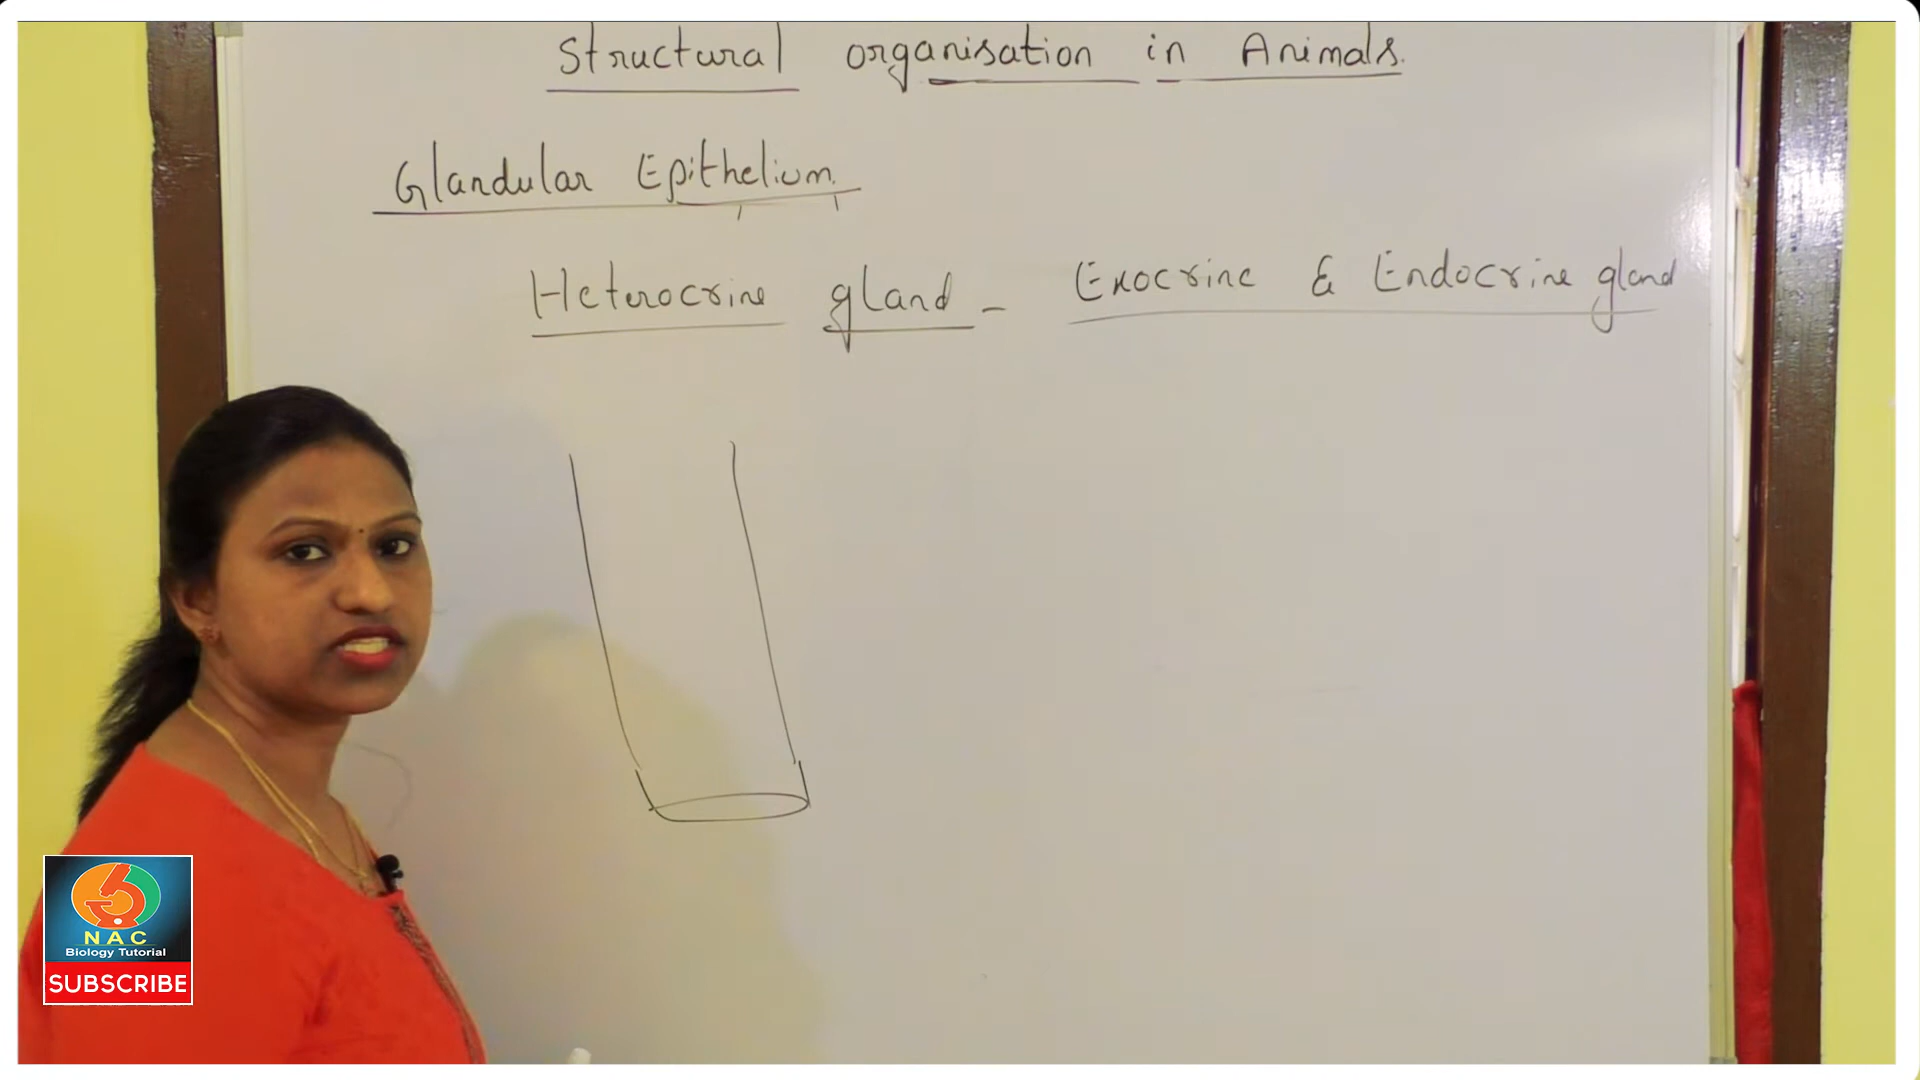 Structural organisation in Animals.
Glandular Epithelium
Heterocrine gland - Exocrine & Endocrine gland
NAC
Biology Tutorial
SUBSCRIBE